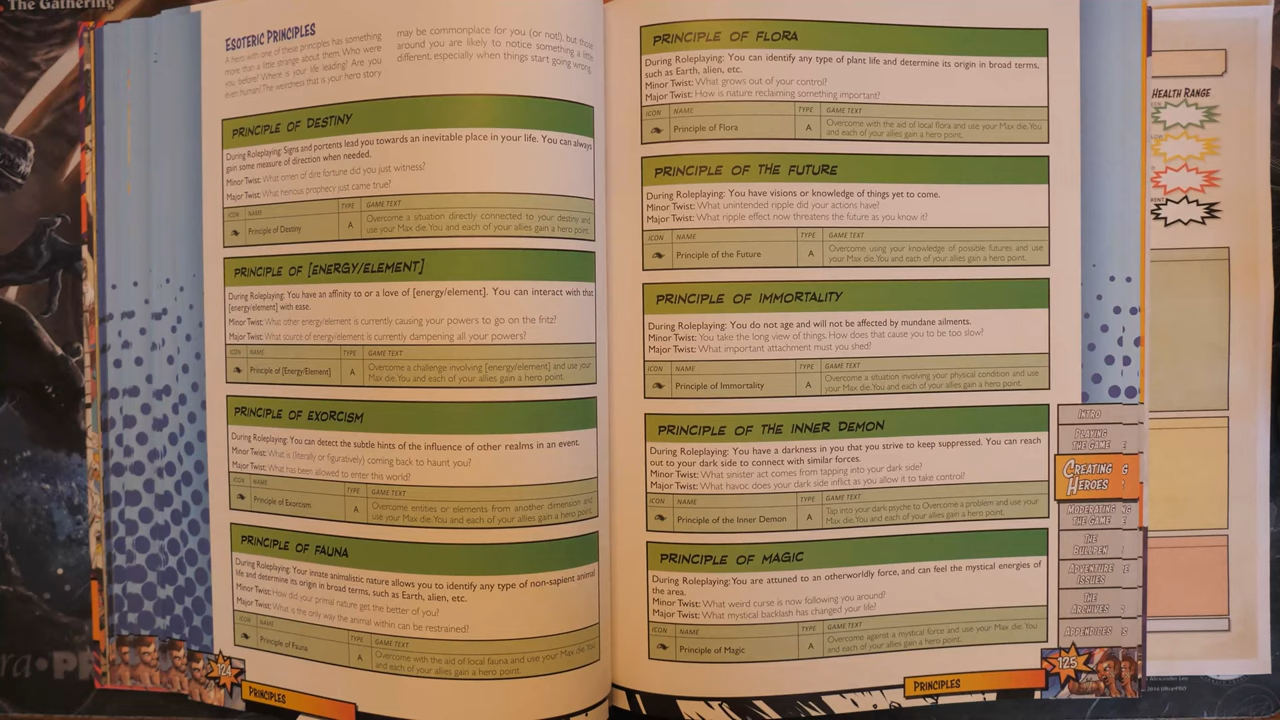 The Gathering
ESOTERIC PRINCIPLES
A hero with one of these principles has something
more than a little strange about them. Who were
you before? Where is your life leading? Are you
even human? The weirdness that is your hero story
may be commonplace for you (or not!), but those
around you are likely to notice something a little
different, especially when things start going wrong.
PRINCIPLE OF DESTINY
During Roleplaying: Signs and portents lead you towards an inevitable place in your life. You can always
gain some measure of direction when needed.
Minor Twist: What omen of dire fortune did you just witness?
Major Twist: What heinous prophecy just came true?
ICON NAME TYPE GAME TEXT
Principle of Destiny A Overcome a situation directly connected to your destiny and
use your Max die. You and each of your allies gain a hero point.
PRINCIPLE OF [ENERGY/ELEMENT]
During Roleplaying: You have an affinity to or a love of [energy/element]. You can interact with that
[energy/element] with ease.
Minor Twist: What other energy/element is currently causing your powers to go on the fritz?
Major Twist: What source of energy/element is currently dampening all your powers?
ICON NAME TYPE GAME TEXT
Principle of [Energy/Element] A Overcome a challenge involving [energy/element] and use your
Max die. You and each of your allies gain a hero point.
PRINCIPLE OF EXORCISM
During Roleplaying: You can detect the subtle hints of the influence of other realms in an event.
Minor Twist: What is (literally or figuratively) coming back to haunt you?
Major Twist: What has been allowed to enter this world?
ICON NAME TYPE GAME TEXT
Principle of Exorcism A Overcome entities or elements from another dimension and
use your Max die. You and each of your allies gain a hero point.
PRINCIPLE OF FAUNA
During Roleplaying: Your innate animalistic nature allows you to identify any type of non-sapient animal
life and determine its origin in broad terms, such as Earth, alien, etc.
Minor Twist: How did your primal nature get the better of you?
Major Twist: What is the only way the animal within can be restrained?
ICON NAME TYPE GAME TEXT
Principle of Fauna A Overcome with the aid of local fauna and use your Max die. You
and each of your allies gain a hero point.
124
PRINCIPLES
PRINCIPLE OF FLORA
During Roleplaying: You can identify any type of plant life and determine its origin in broad terms,
such as Earth, alien, etc.
Minor Twist: What grows out of your control?
Major Twist: How is nature reclaiming something important?
ICON NAME TYPE GAME TEXT
Principle of Flora A Overcome with the aid of local flora and use your Max die. You
and each of your allies gain a hero point.
PRINCIPLE OF THE FUTURE
During Roleplaying: You have visions or knowledge of things yet to come.
Minor Twist: What unintended ripple did your actions have?
Major Twist: What ripple effect now threatens the future as you know it?
ICON NAME TYPE GAME TEXT
Principle of the Future A Overcome using your knowledge of possible futures and use
your Max die. You and each of your allies gain a hero point.
PRINCIPLE OF IMMORTALITY
During Roleplaying: You do not age and will not be affected by mundane ailments.
Minor Twist: You take the long view of things. How does that cause you to be too slow?
Major Twist: What important attachment must you shed?
ICON NAME TYPE GAME TEXT
Principle of Immortality A Overcome a situation involving your physical condition and use
your Max die. You and each of your allies gain a hero point.
PRINCIPLE OF THE INNER DEMON
During Roleplaying: You have a darkness in you that you strive to keep suppressed. You can reach
out to your dark side to connect with similar forces.
Minor Twist: What sinister act comes from tapping into your dark side?
Major Twist: What havoc does your dark side inflict as you allow it to take control?
ICON NAME TYPE GAME TEXT
Principle of the Inner Demon A Tap into your dark psyche to Overcome a problem and use your
Max die. You and each of your allies gain a hero point.
PRINCIPLE OF MAGIC
During Roleplaying: You are attuned to an otherworldly force, and can feel the mystical energies of
the area.
Minor Twist: What weird curse is now following you around?
Major Twist: What mystical backlash has changed your life?
ICON NAME TYPE GAME TEXT
Principle of Magic A Overcome against a mystical force and use your Max die. You
and each of your allies gain a hero point.
PRINCIPLES
125
INTRO
PLAYING
THE GAME
CREATING
HEROES
MODERATING
THE GAME
THE
BULLPEN
ADVENTURE
ISSUES
THE
ARCHIVES
APPENDICES
HEALTH RANGE